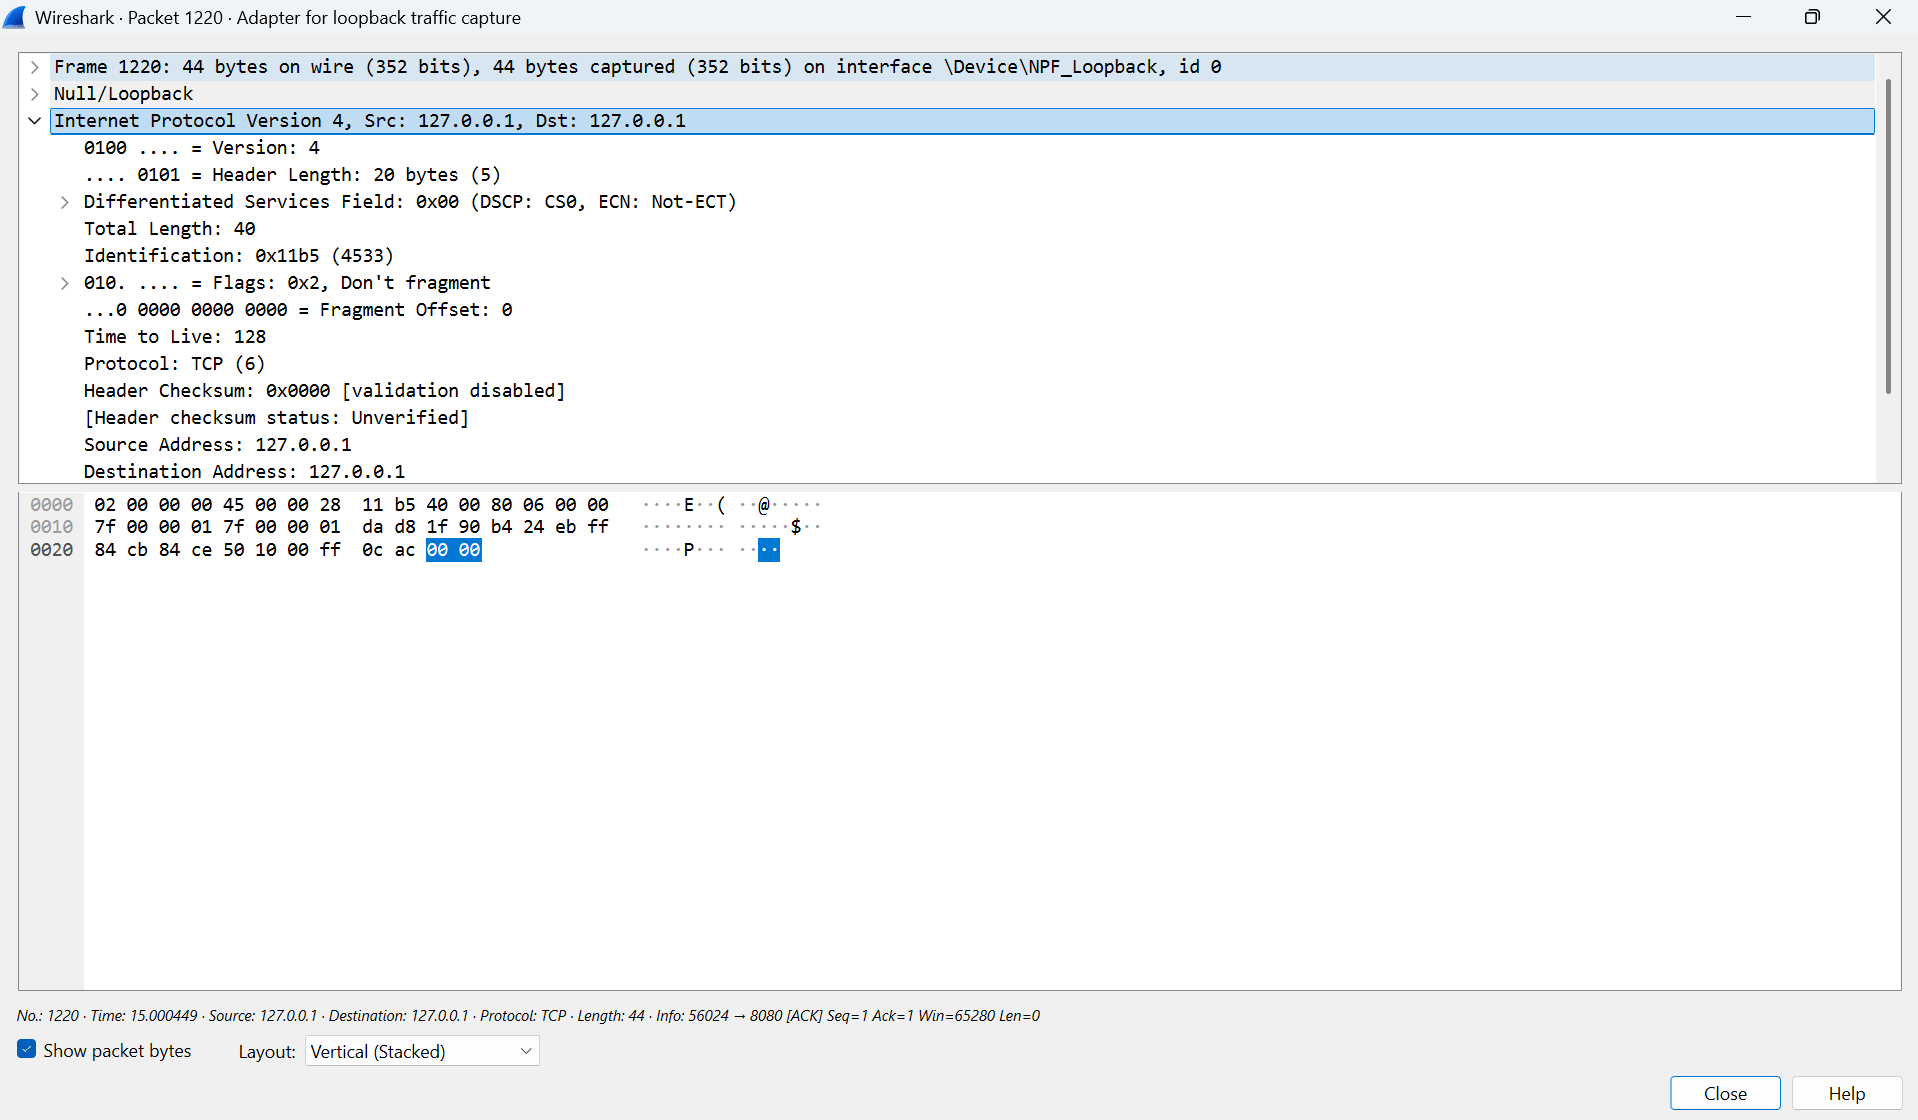 Wireshark · Packet 1220 · Adapter for loopback traffic capture
Frame 1220: 44 bytes on wire (352 bits), 44 bytes captured (352 bits) on interface \Device\NPF_Loopback, id 0
Null/Loopback
Internet Protocol Version 4, Src: 127.0.0.1, Dst: 127.0.0.1
0100 .... = Version: 4
.... 0101 = Header Length: 20 bytes (5)
Differentiated Services Field: 0x00 (DSCP: CS0, ECN: Not-ECT)
Total Length: 40
Identification: 0x11b5 (4533)
010. .... = Flags: 0x2, Don't fragment
...0 0000 0000 0000 = Fragment Offset: 0
Time to Live: 128
Protocol: TCP (6)
Header Checksum: 0x0000 [validation disabled]
[Header checksum status: Unverified]
Source Address: 127.0.0.1
Destination Address: 127.0.0.1
0000 02 00 00 00 45 00 00 28 11 b5 40 00 80 06 00 00 ····E··( ··@·····
0010 7f 00 00 01 7f 00 00 01 da d8 1f 90 b4 24 eb ff ········ ·····$··
0020 84 cb 84 ce 50 10 00 ff 0c ac 00 00 ····P··· ····
No.: 1220 · Time: 15.000449 · Source: 127.0.0.1 · Destination: 127.0.0.1 · Protocol: TCP · Length: 44 · Info: 56024 → 8080 [ACK] Seq=1 Ack=1 Win=65280 Len=0
Show packet bytes Layout: Vertical (Stacked)
Close Help